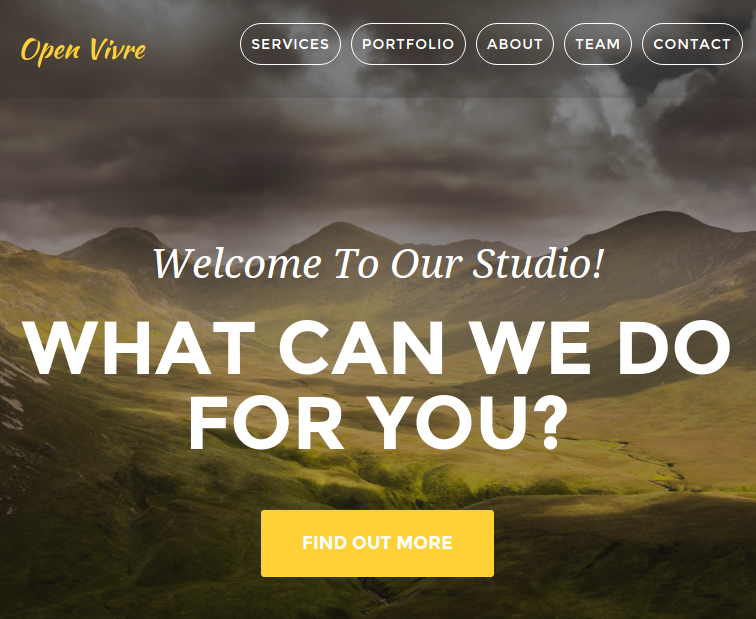 Open Vivre
SERVICES PORTFOLIO ABOUT TEAM CONTACT
Welcome To Our Studio!
WHAT CAN WE DO
FOR YOU?
FIND OUT MORE